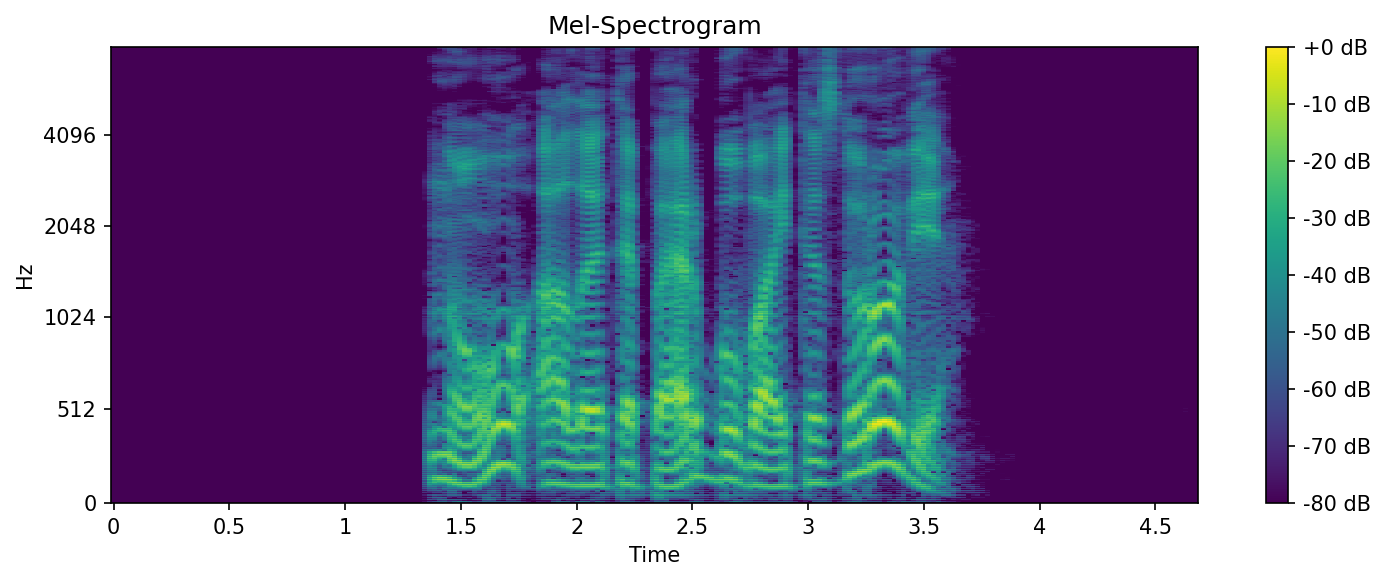 Mel-Spectrogram
+0 dB
-10 dB
-20 dB
-30 dB
-40 dB
-50 dB
-60 dB
-70 dB
-80 dB
Hz
4096
2048
1024
512
0
0 0.5 1 1.5 2 2.5 3 3.5 4 4.5
Time